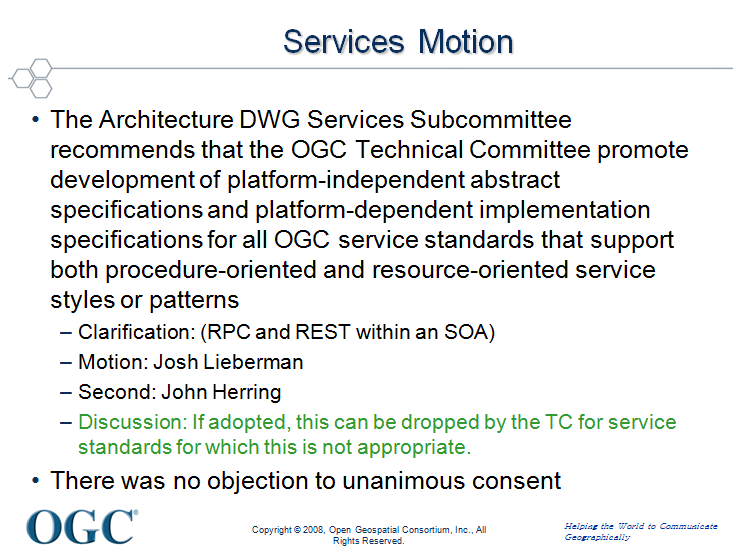 Services Motion
• The Architecture DWG Services Subcommittee
recommends that the OGC Technical Committee promote
development of platform-independent abstract
specifications and platform-dependent implementation
specifications for all OGC service standards that support
both procedure-oriented and resource-oriented service
styles or patterns
– Clarification: (RPC and REST within an SOA)
– Motion: Josh Lieberman
– Second: John Herring
– Discussion: If adopted, this can be dropped by the TC for service
standards for which this is not appropriate.
• There was no objection to unanimous consent
OGC®
Copyright © 2008, Open Geospatial Consortium, Inc., All
Rights Reserved.
Helping the World to Communicate
Geographically